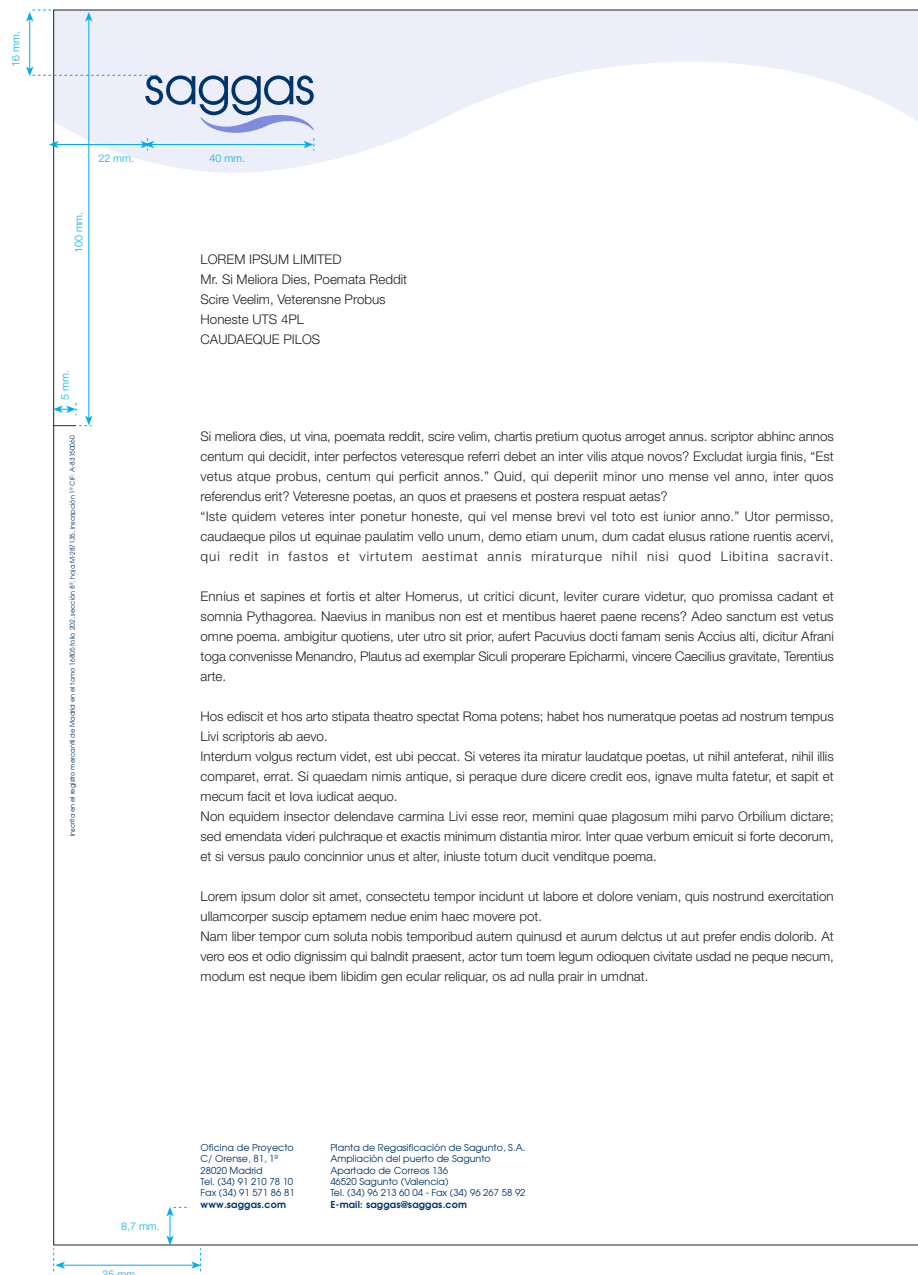 16 mm.
saggas
22 mm.
40 mm.
100 mm.
LOREM IPSUM LIMITED
Mr. Si Meliora Dies, Poemata Reddit
Scire Veelim, Veterensne Probus
Honeste UTS 4PL
CAUDAEQUE PILOS
5 mm.
Inscrita en el registro mercantil de Madrid en el tomo 16805 folio 202, sección 8ª, hoja M-287135, inscripción 1ª CIF: A-83150060
Si meliora dies, ut vina, poemata reddit, scire velim, chartis pretium quotus arroget annus. scriptor abhinc annos
centum qui decidit, inter perfectos veteresque referri debet an inter vilis atque novos? Excludat iurgia finis, “Est
vetus atque probus, centum qui perficit annos.” Quid, qui deperiit minor uno mense vel anno, inter quos
referendus erit? Veteresne poetas, an quos et praesens et postera respuat aetas?
“Iste quidem veteres inter ponetur honeste, qui vel mense brevi vel toto est iunior anno.” Utor permisso,
caudaeque pilos ut equinae paulatim vello unum, demo etiam unum, dum cadat elusus ratione ruentis acervi,
qui redit in fastos et virtutem aestimat annis miraturque nihil nisi quod Libitina sacravit.
Ennius et sapines et fortis et alter Homerus, ut critici dicunt, leviter curare videtur, quo promissa cadant et
somnia Pythagorea. Naevius in manibus non est et mentibus haeret paene recens? Adeo sanctum est vetus
omne poema. ambigitur quotiens, uter utro sit prior, aufert Pacuvius docti famam senis Accius alti, dicitur Afrani
toga convenisse Menandro, Plautus ad exemplar Siculi properare Epicharmi, vincere Caecilius gravitate, Terentius
arte.
Hos ediscit et hos arto stipata theatro spectat Roma potens; habet hos numeratque poetas ad nostrum tempus
Livi scriptoris ab aevo.
Interdum volgus rectum videt, est ubi peccat. Si veteres ita miratur laudatque poetas, ut nihil anteferat, nihil illis
comparet, errat. Si quaedam nimis antique, si peraque dure dicere credit eos, ignave multa fatetur, et sapit et
mecum facit et Iova iudicat aequo.
Non equidem insector delendave carmina Livi esse reor, memini quae plagosum mihi parvo Orbilium dictare;
sed emendata videri pulchraque et exactis minimum distantia miror. Inter quae verbum emicuit si forte decorum,
et si versus paulo concinnior unus et alter, iniuste totum ducit venditque poema.
Lorem ipsum dolor sit amet, consectetu tempor incidunt ut labore et dolore veniam, quis nostrund exercitation
ullamcorper suscip eptamem nedue enim haec movere pot.
Nam liber tempor cum soluta nobis temporibud autem quinusd et aurum delctus ut aut prefer endis dolorib. At
vero eos et odio dignissim qui balndit praesent, actor tum toem legum odioquen civitate usdad ne peque necum,
modum est neque ibem libidim gen ecular reliquar, os ad nulla prair in umdnat.
Oficina de Proyecto
C/ Orense, 81, 1º
28020 Madrid
Tel. (34) 91 210 78 10
Fax (34) 91 571 86 81
www.saggas.com
Planta de Regasificación de Sagunto, S.A.
Ampliación del puerto de Sagunto
Apartado de Correos 136
46520 Sagunto (Valencia)
Tel. (34) 96 213 60 04 - Fax (34) 96 267 58 92
E-mail: saggas@saggas.com
8,7 mm.
35 mm.